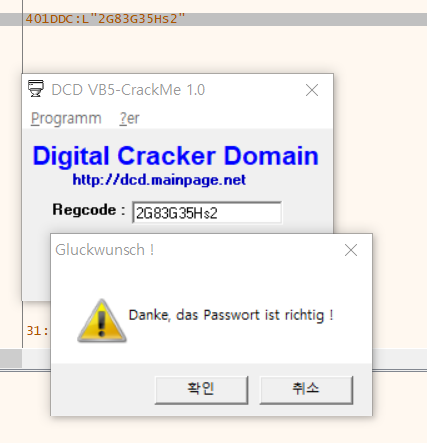 401DDC:L"2G83G35Hs2"
DCD VB5-CrackMe 1.0
Programm ?er
Digital Cracker Domain
http://dcd.mainpage.net
Regcode : 2G83G35Hs2
Gluckwunsch !
Danke, das Passwort ist richtig !
31:
확인 취소